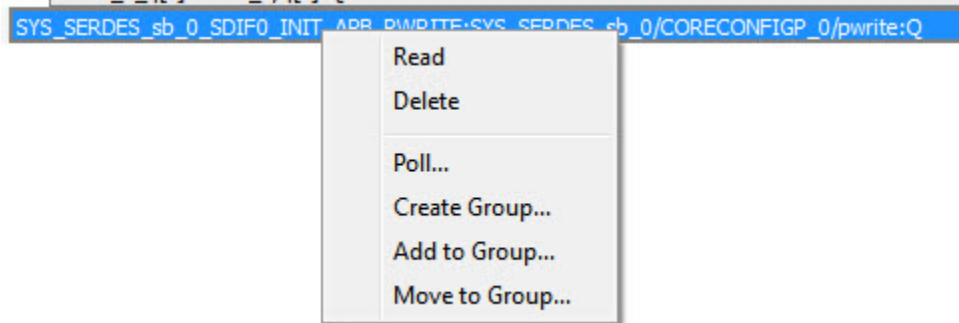 SYS_SERDES_sb_0_SDIF0_INIT_APB_PWRITE:SYS_SERDES_sb_0/CORECONFIGP_0/pwrite:Q
Read
Delete
Poll...
Create Group...
Add to Group...
Move to Group...